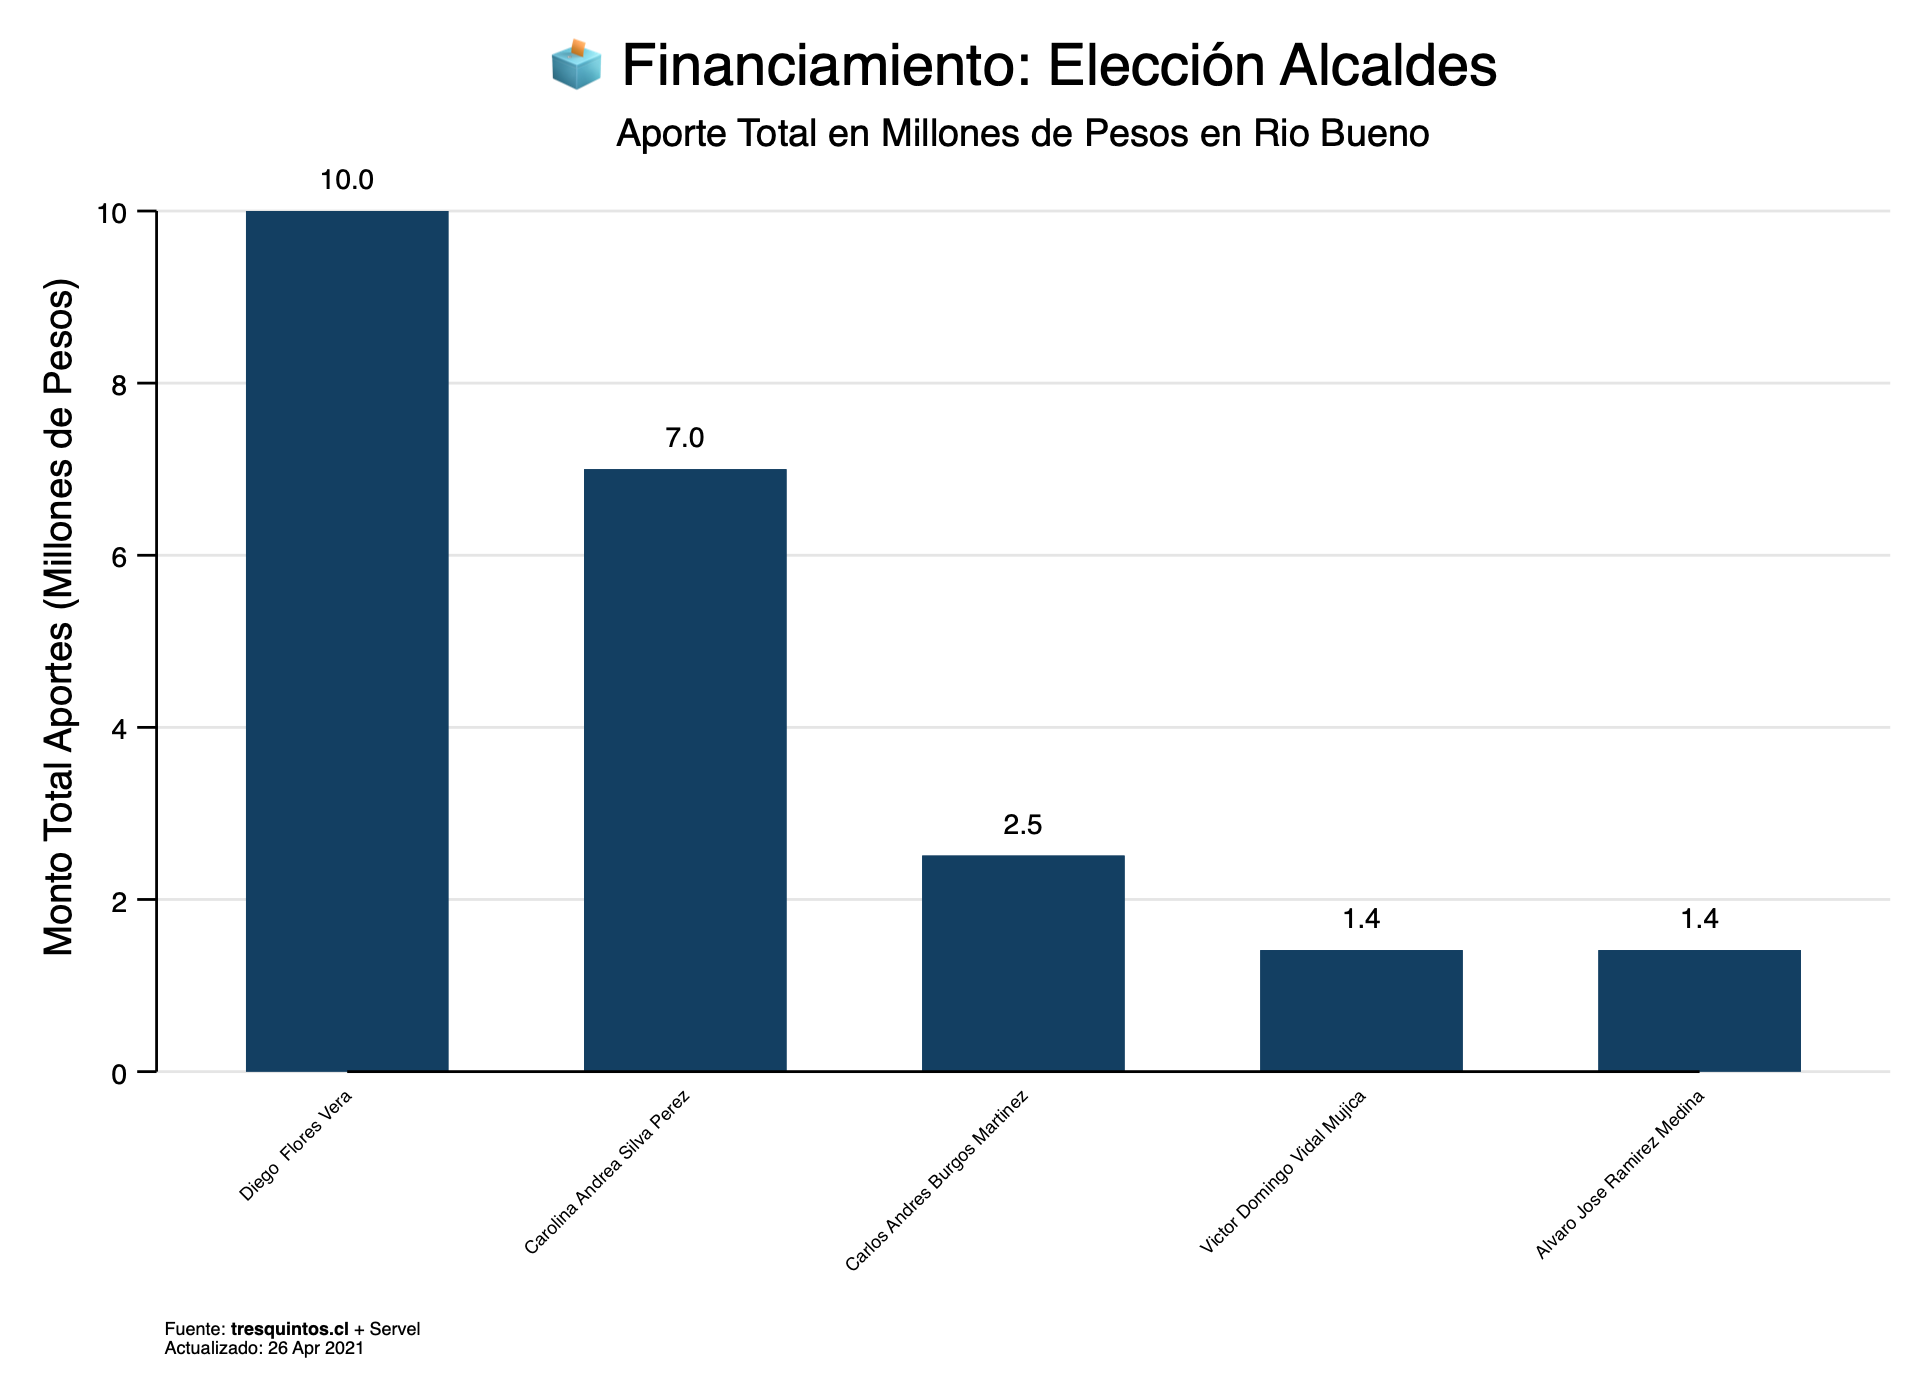 Financiamiento: Elección Alcaldes
Aporte Total en Millones de Pesos en Rio Bueno
Monto Total Aportes (Millones de Pesos)
10
8
6
4
2
0
10.0
7.0
2.5
1.4
1.4
Diego  Flores Vera
Carolina Andrea Silva Perez
Carlos Andres Burgos Martinez
Victor Domingo Vidal Mujica
Alvaro Jose Ramirez Medina
Fuente: tresquintos.cl + Servel
Actualizado: 26 Apr 2021